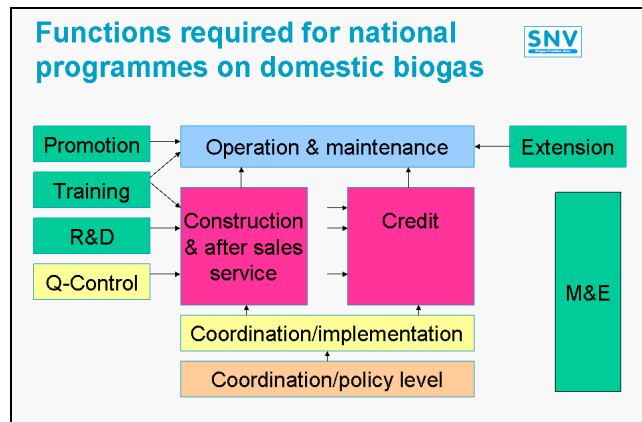 Functions required for national
programmes on domestic biogas
SNV
Promotion
Operation & maintenance
Extension
Training
Construction
& after sales
service
Credit
R&D
Q-Control
M&E
Coordination/implementation
Coordination/policy level